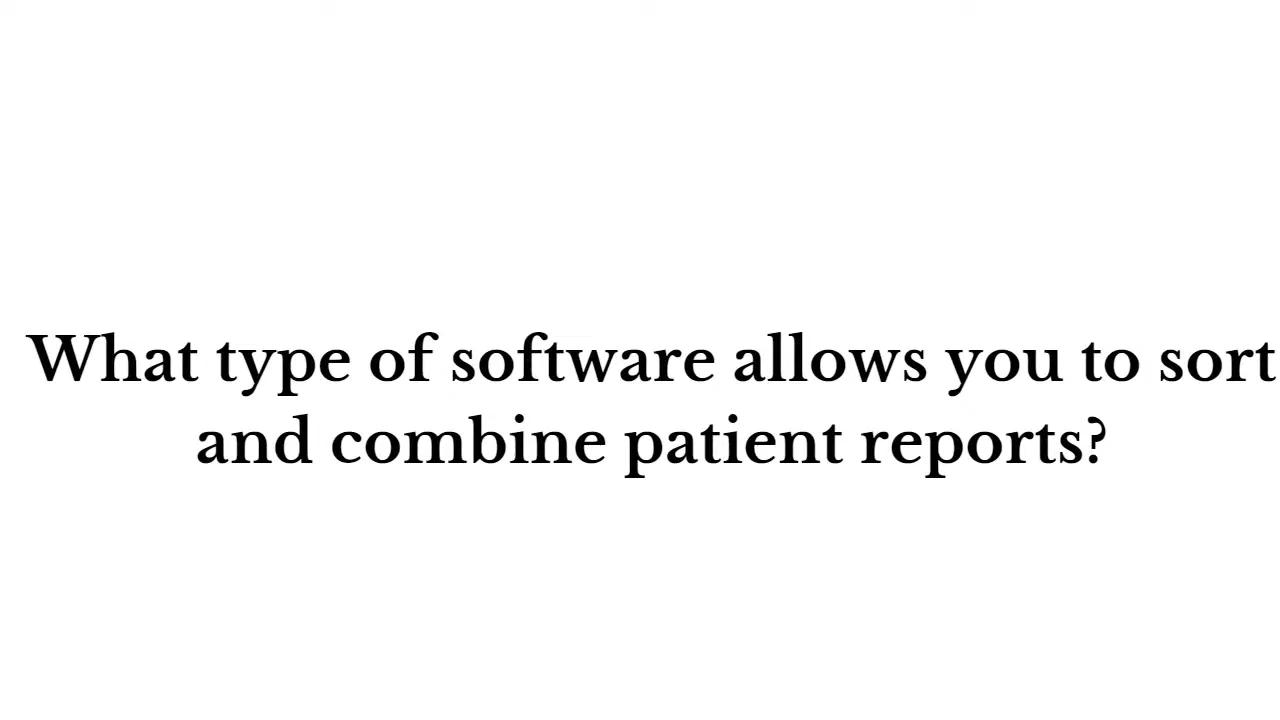 What type of software allows you to sort
and combine patient reports?